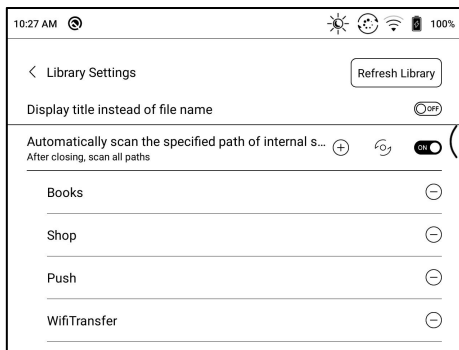 10:27 AM 100%
Library Settings Refresh Library
Display title instead of file name OFF
Automatically scan the specified path of internal s... ON
After closing, scan all paths
Books
Shop
Push
WifiTransfer